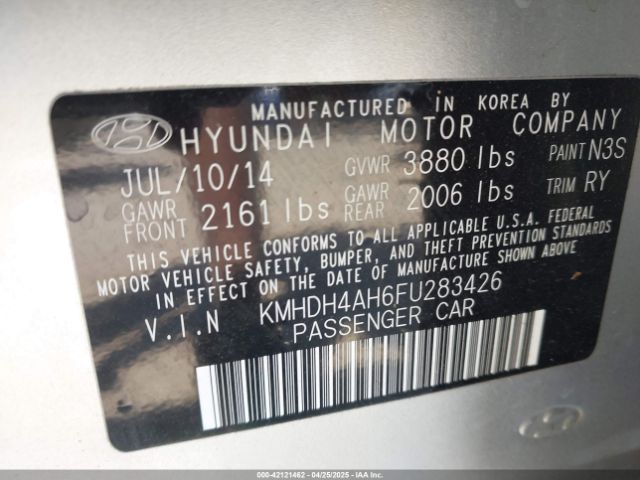 MANUFACTURED IN KOREA BY
HYUNDAI MOTOR COMPANY
JUL/10/14 GVWR 3880 lbs PAINT N3S
GAWR FRONT 2161 lbs GAWR REAR 2006 lbs TRIM RY
THIS VEHICLE CONFORMS TO ALL APPLICABLE U.S.A. FEDERAL
MOTOR VEHICLE SAFETY, BUMPER, AND THEFT PREVENTION STANDARDS
IN EFFECT ON THE DATE OF MANUFACTURE SHOWN ABOVE
V.I.N KMHDH4AH6FU283426
PASSENGER CAR
000-42121462 - 04/25/2025 - IAAI.COM